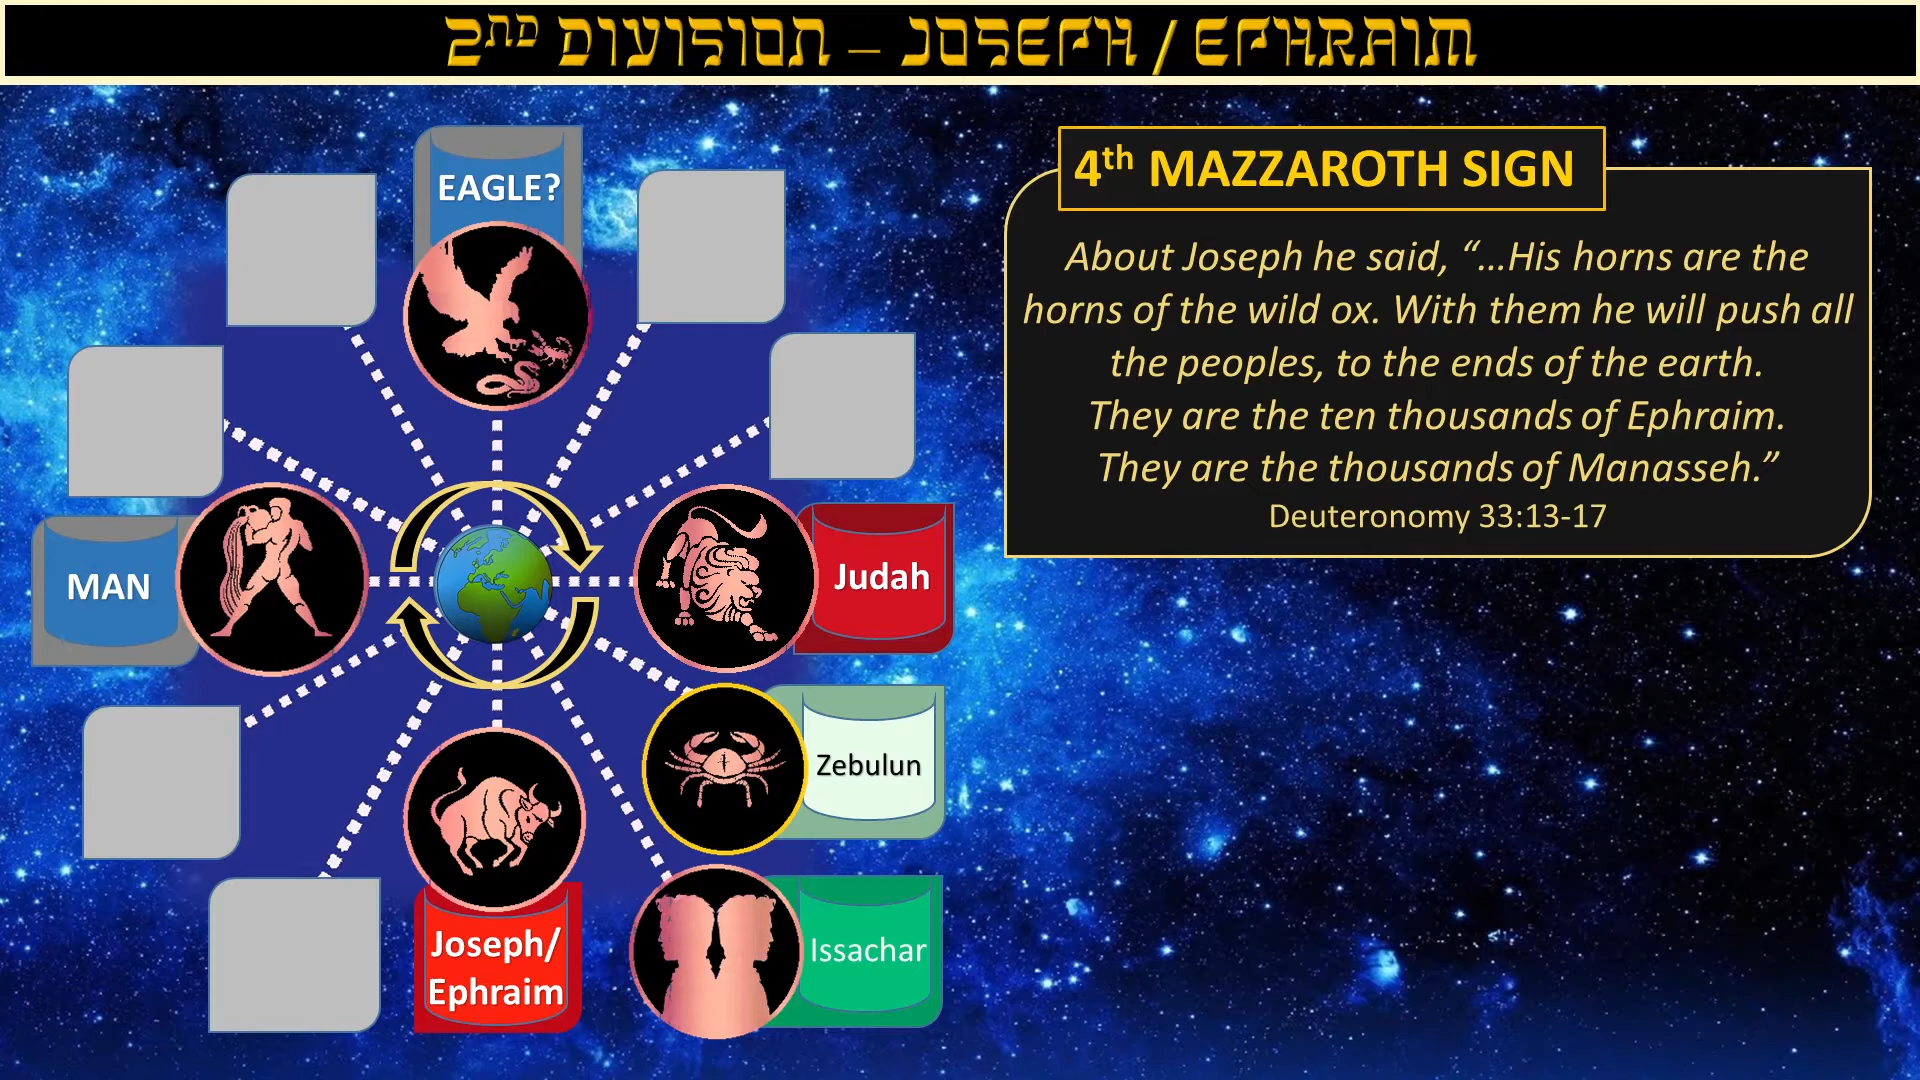 2ND DIVISION – JOSEPH / EPHRAIM
EAGLE?
4th MAZZAROTH SIGN
About Joseph he said, “...His horns are the
horns of the wild ox. With them he will push all
the peoples, to the ends of the earth.
They are the ten thousands of Ephraim.
They are the thousands of Manasseh.”
Deuteronomy 33:13-17
MAN
Judah
Zebulun
Joseph/
Ephraim
Issachar